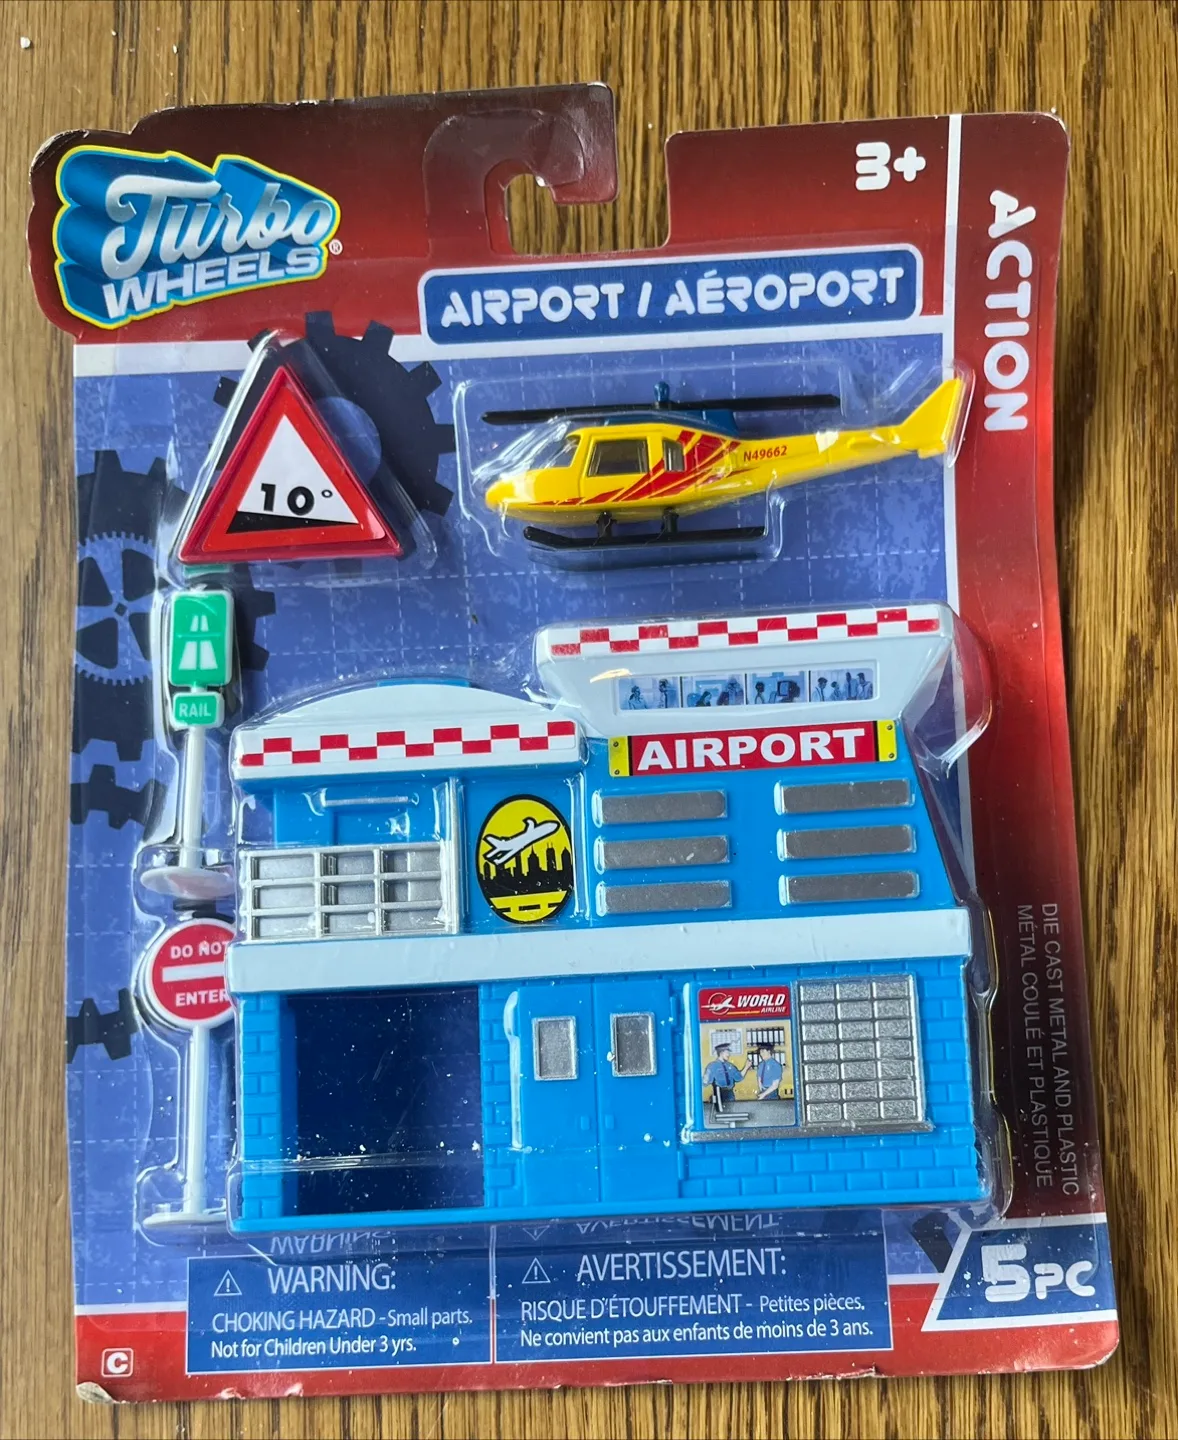 Turbo
WHEELS®
3+
ACTION
AIRPORT / AÉROPORT
10°
N49662
RAIL
AIRPORT
DO NOT
ENTER
WORLD
AIRLINE
DIE CAST METAL AND PLASTIC
MÉTAL COULÉ ET PLASTIQUE
5PC
⚠ WARNING:
CHOKING HAZARD - Small parts.
Not for Children Under 3 yrs.
⚠ AVERTISSEMENT:
RISQUE D'ÉTOUFFEMENT - Petites pièces.
Ne convient pas aux enfants de moins de 3 ans.
C